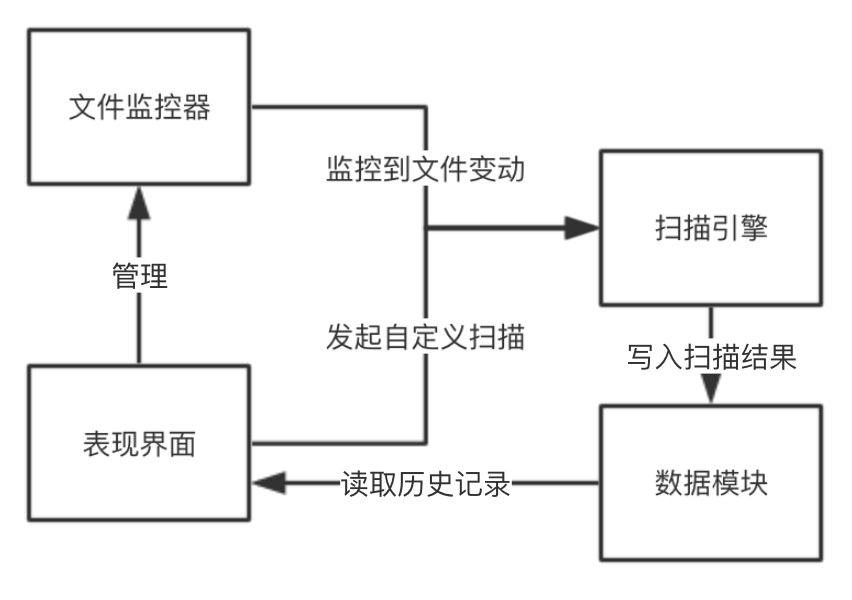 文件监控器
监控到文件变动
扫描引擎
管理
发起自定义扫描
写入扫描结果
表现界面
读取历史记录
数据模块